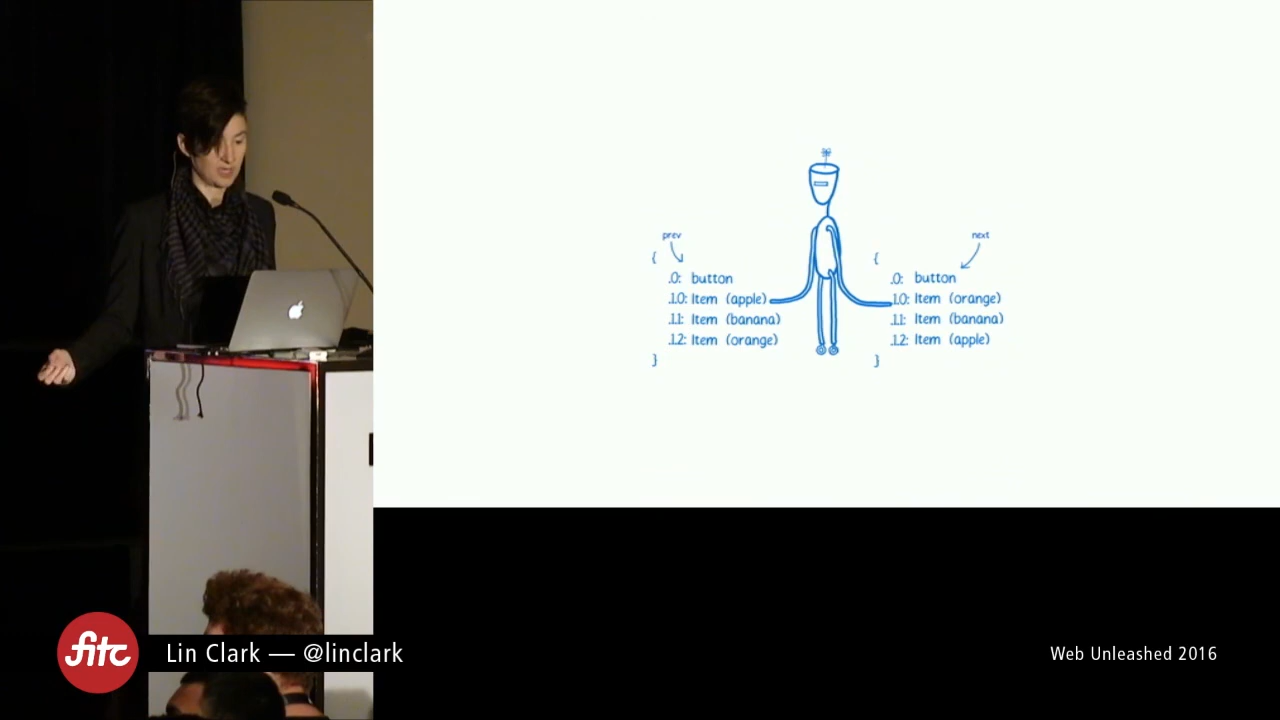 prev
{
.0: button
.1.0: Item (apple)
.1.1: Item (banana)
.1.2: Item (orange)
}
next
{
.0: button
.1.0: Item (orange)
.1.1: Item (banana)
.1.2: Item (apple)
}
fitc
Lin Clark — @linclark
Web Unleashed 2016